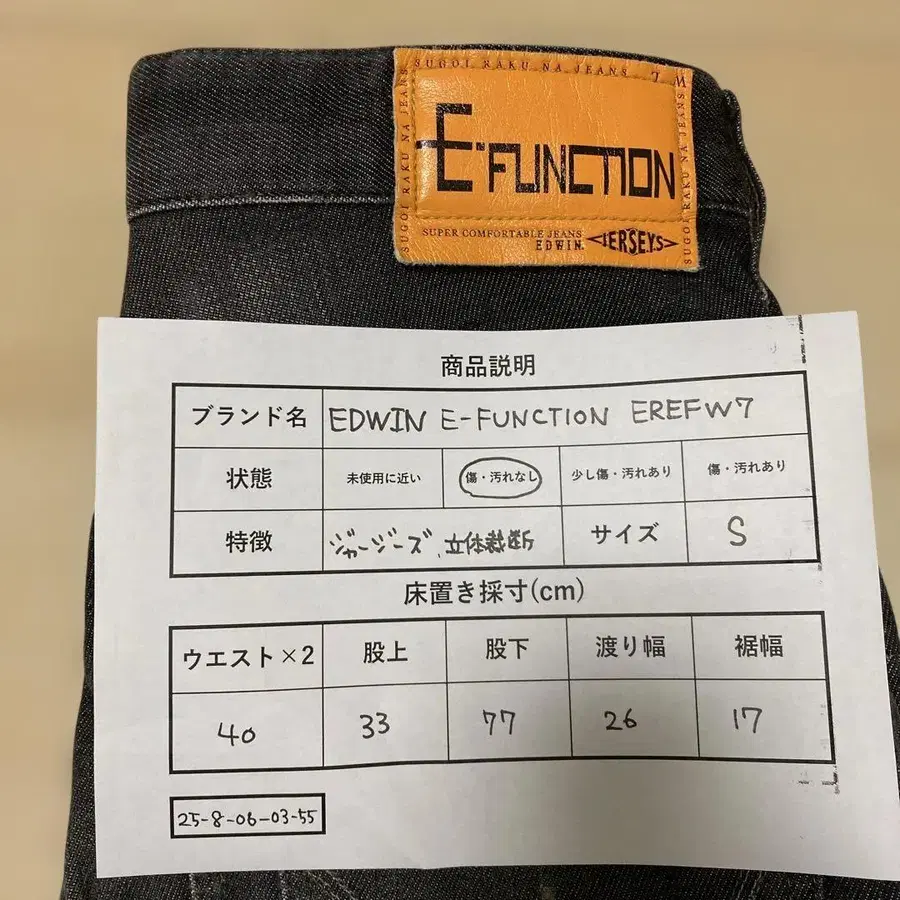 SUGOI RAKU NA JEANS
SUGOI RAKU NA JEANS
SUGOI RAKU NA JEANS
E-FUNCTION
SUPER COMFORTABLE JEANS
EDWIN.
JERSEYS
商品説明
ブランド名 EDWIN E-FUNCTION EREFW7
状態 未使用に近い 傷・汚れなし 少し傷・汚れあり 傷・汚れあり
特徴 ジャージーズ、立体裁断 サイズ S
床置き採寸(cm)
ウエスト×2 股上 股下 渡り幅 裾幅
40 33 77 26 17
25-8-06-03-55